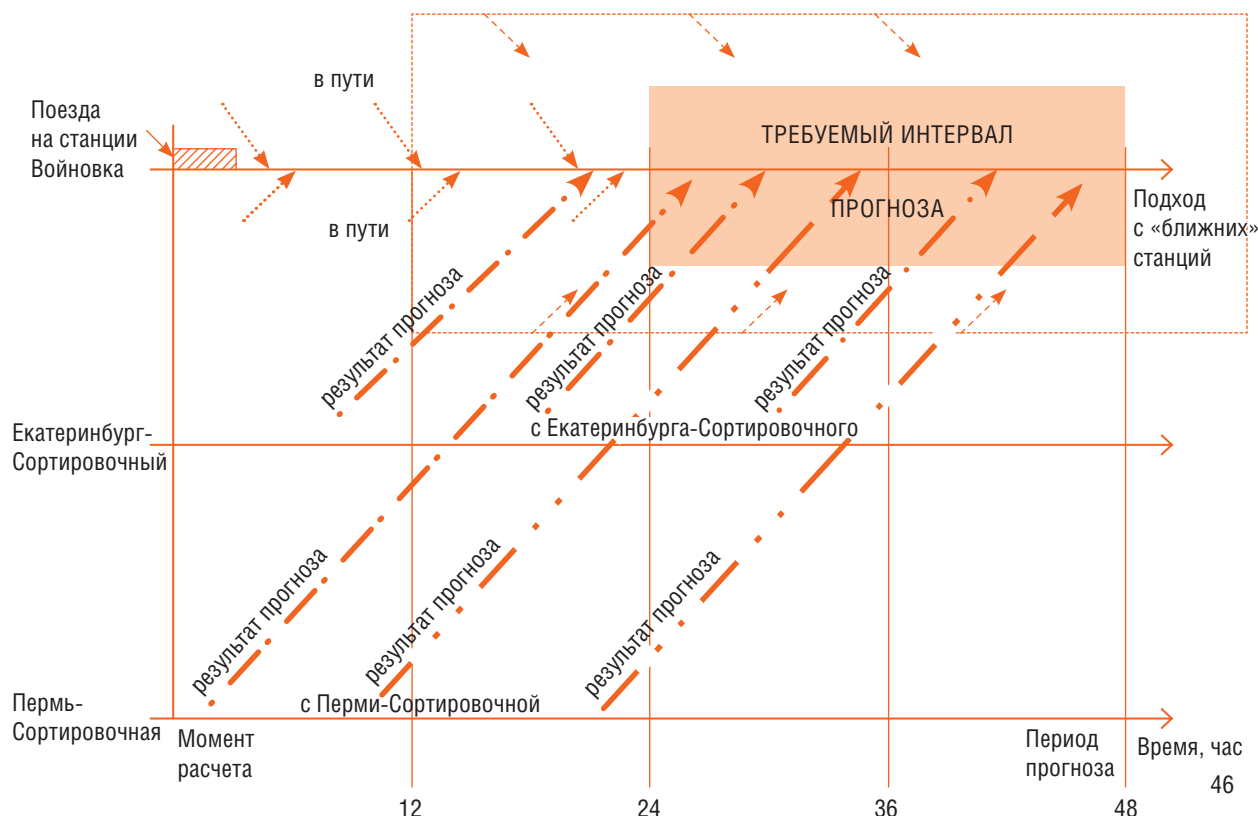 в пути
Поезда
на станции
Войновка
ТРЕБУЕМЫЙ ИНТЕРВАЛ
ПРОГНОЗА
в пути
Подход
с «ближних»
станций
результат прогноза
результат прогноза
результат прогноза
с Екатеринбурга-Сортировочного
Екатеринбург-
Сортировочный
результат прогноза
результат прогноза
результат прогноза
с Перми-Сортировочной
Пермь-
Сортировочная
Момент
расчета
Период
прогноза
Время, час
46
12
24
36
48